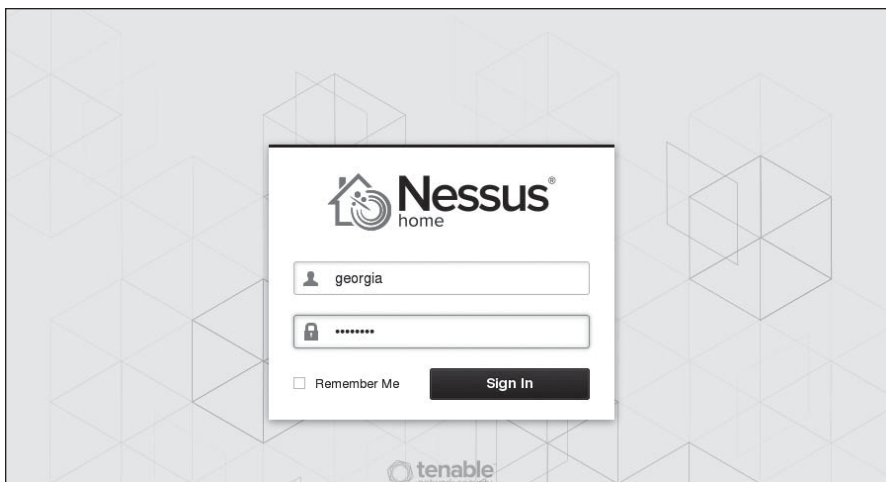 Nessus®
home
georgia
••••••••
Remember Me
Sign In
tenable